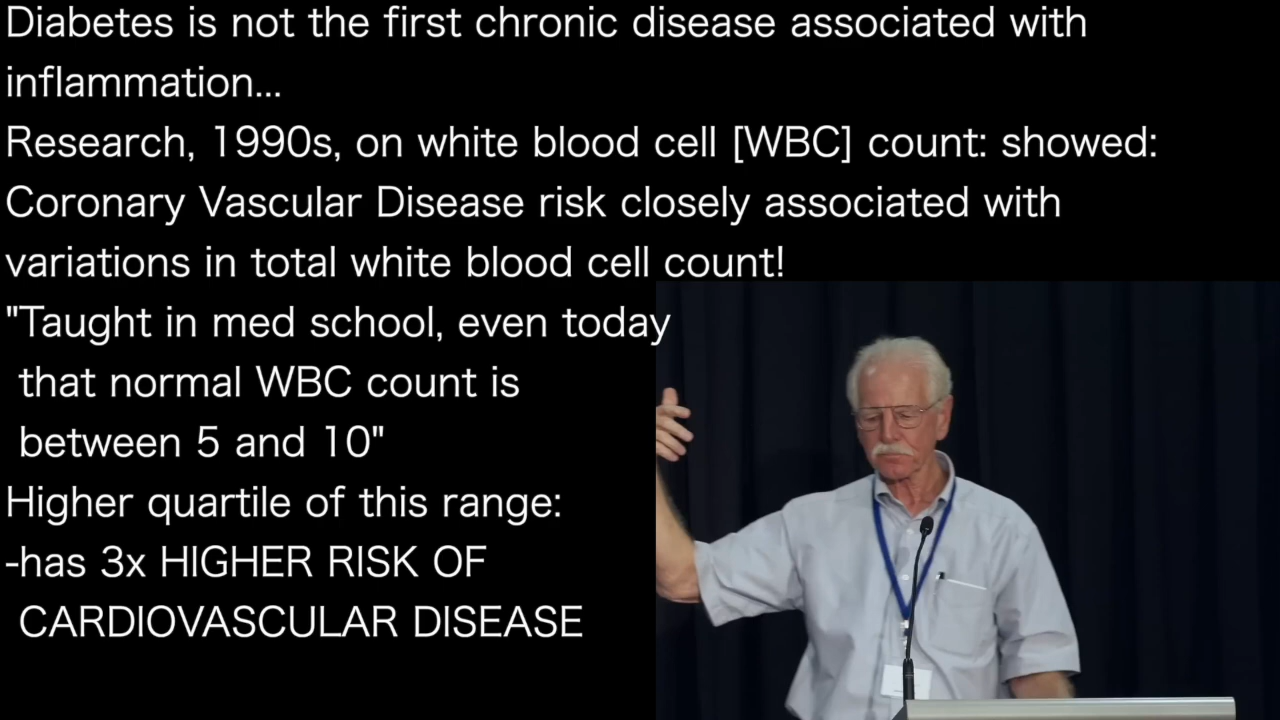 Diabetes is not the first chronic disease associated with
inflammation...
Research, 1990s, on white blood cell [WBC] count: showed:
Coronary Vascular Disease risk closely associated with
variations in total white blood cell count!
"Taught in med school, even today
that normal WBC count is
between 5 and 10"
Higher quartile of this range:
-has 3x HIGHER RISK OF
CARDIOVASCULAR DISEASE